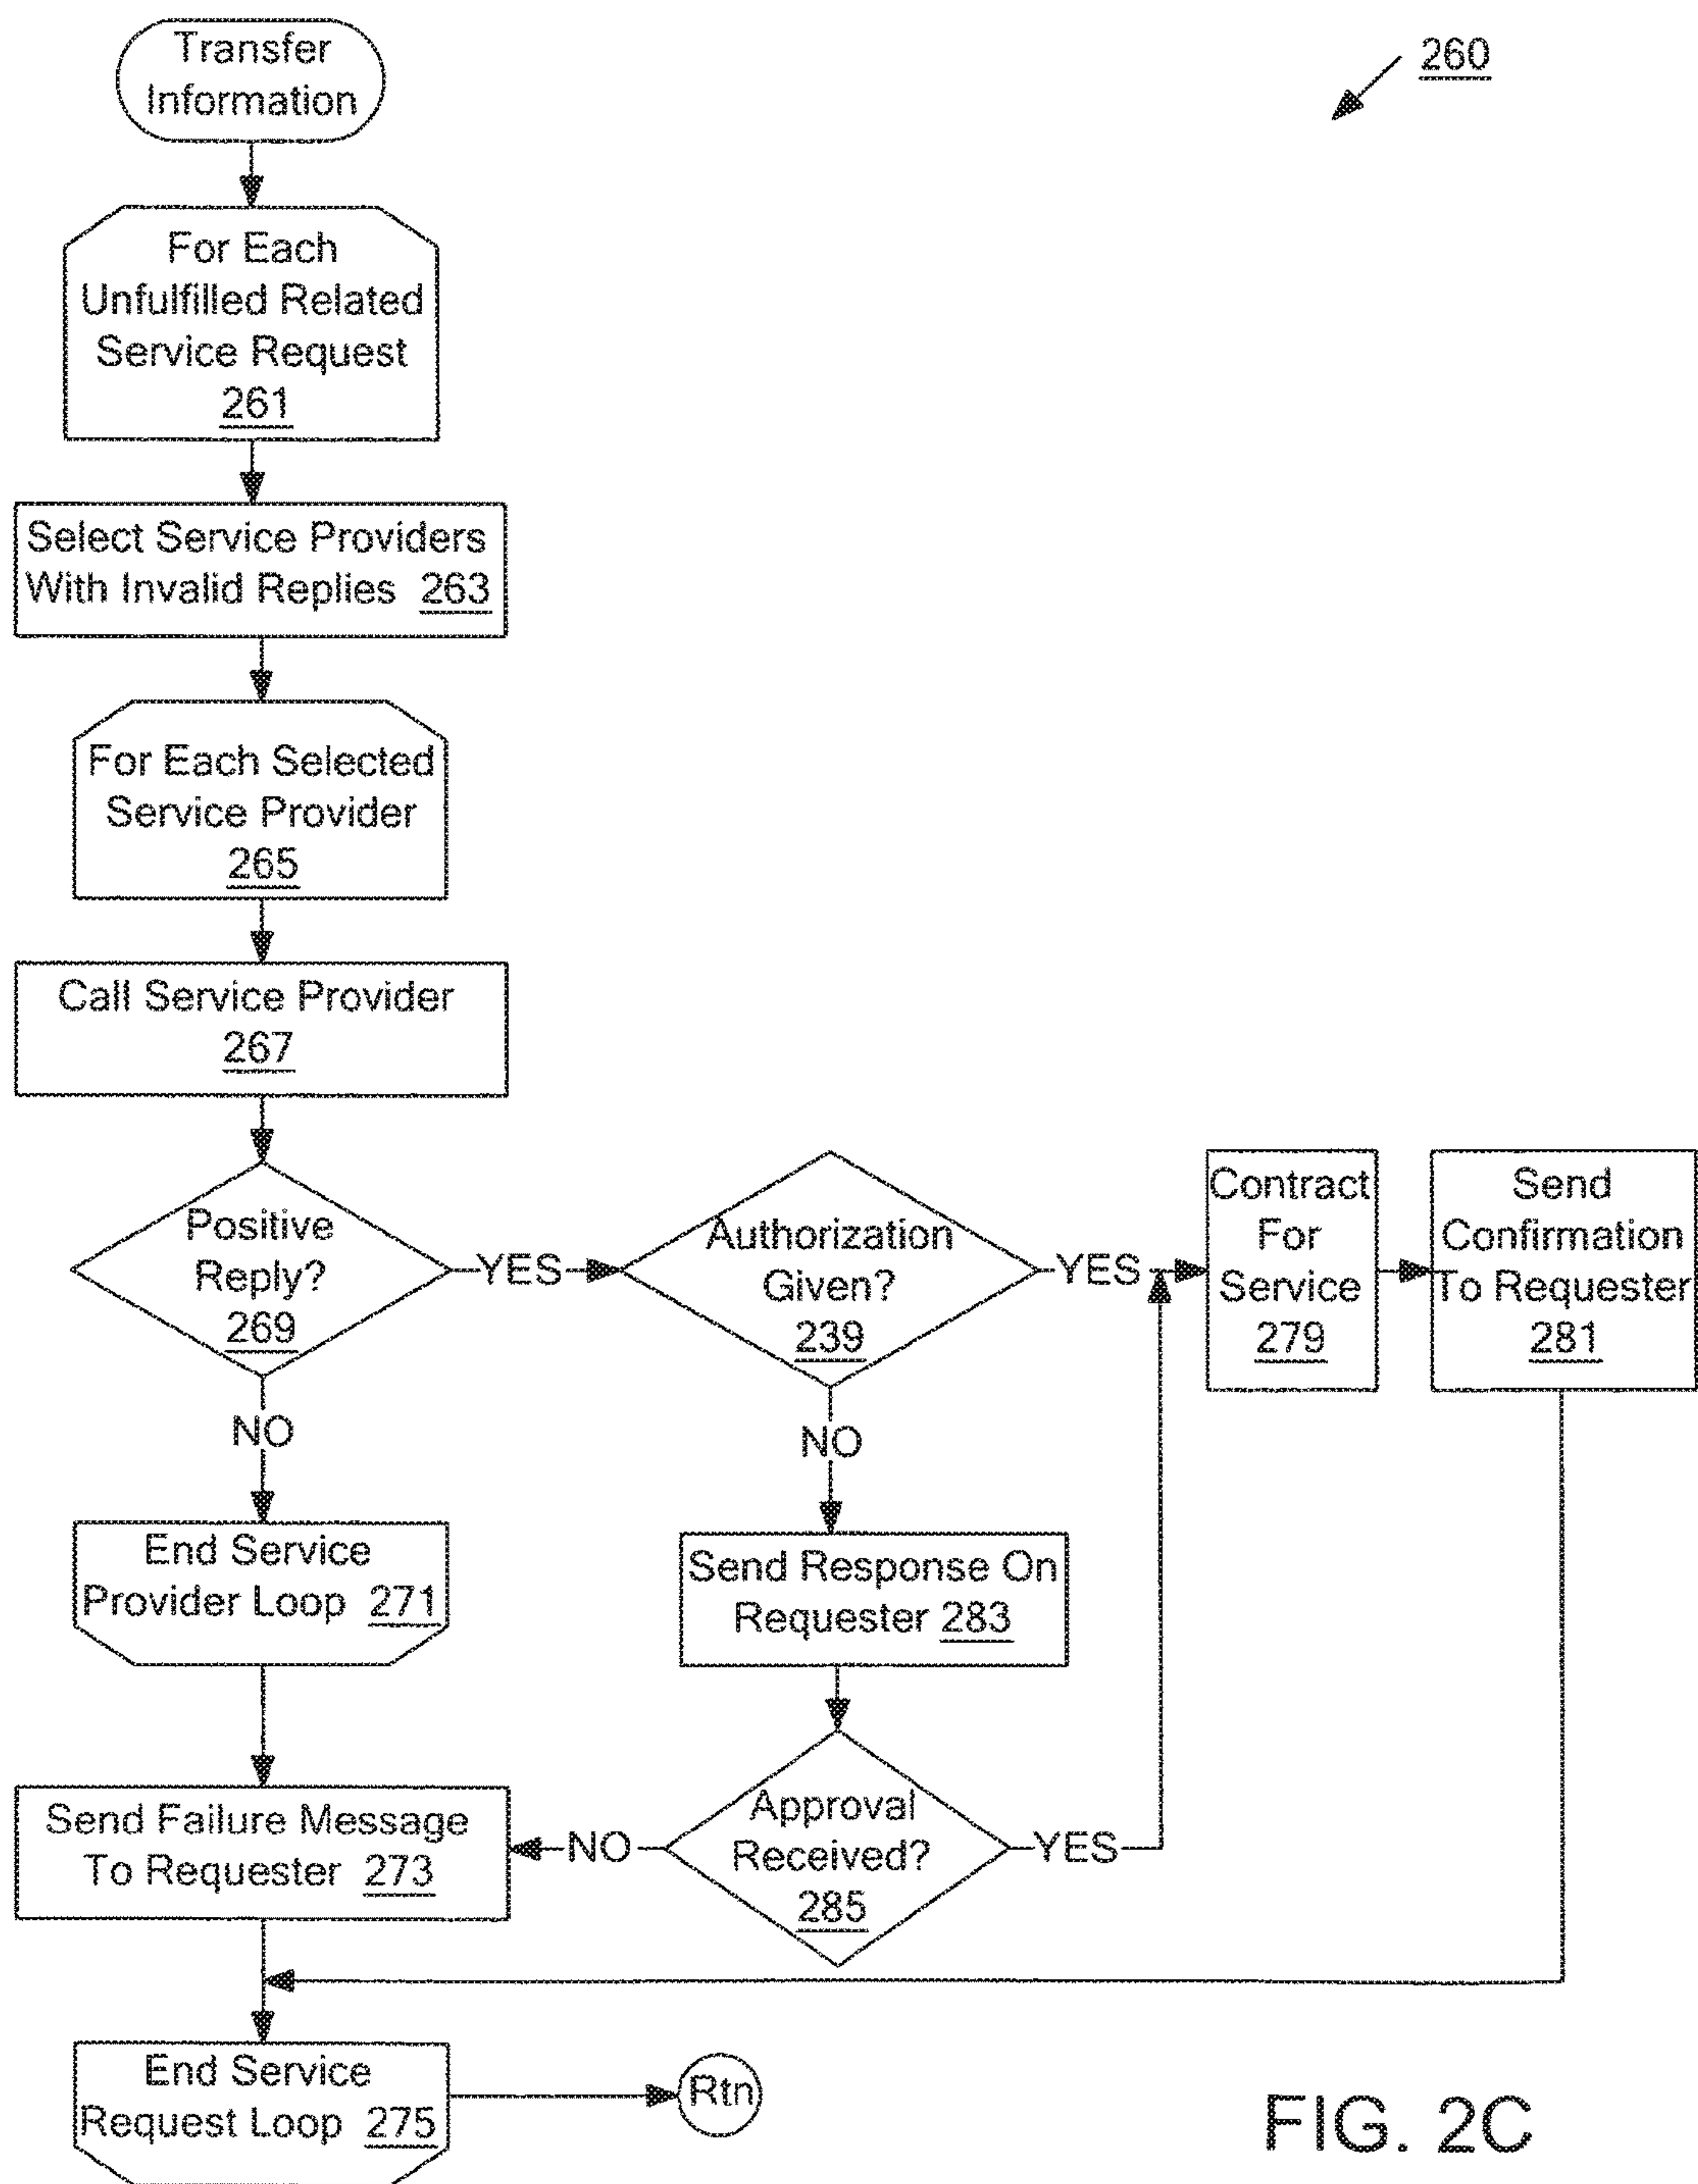 Transfer
Information
260
For Each
Unfulfilled Related
Service Request
261
Select Service Providers
With Invalid Replies 263
For Each Selected
Service Provider
265
Call Service Provider
267
Positive
Reply?
269
YES
Authorization
Given?
239
YES
Contract
For
Service
279
Send
Confirmation
To Requester
281
NO
NO
End Service
Provider Loop 271
Send Response On
Requester 283
Send Failure Message
To Requester 273
NO
Approval
Received?
285
YES
End Service
Request Loop 275
Rtn
FIG. 2C